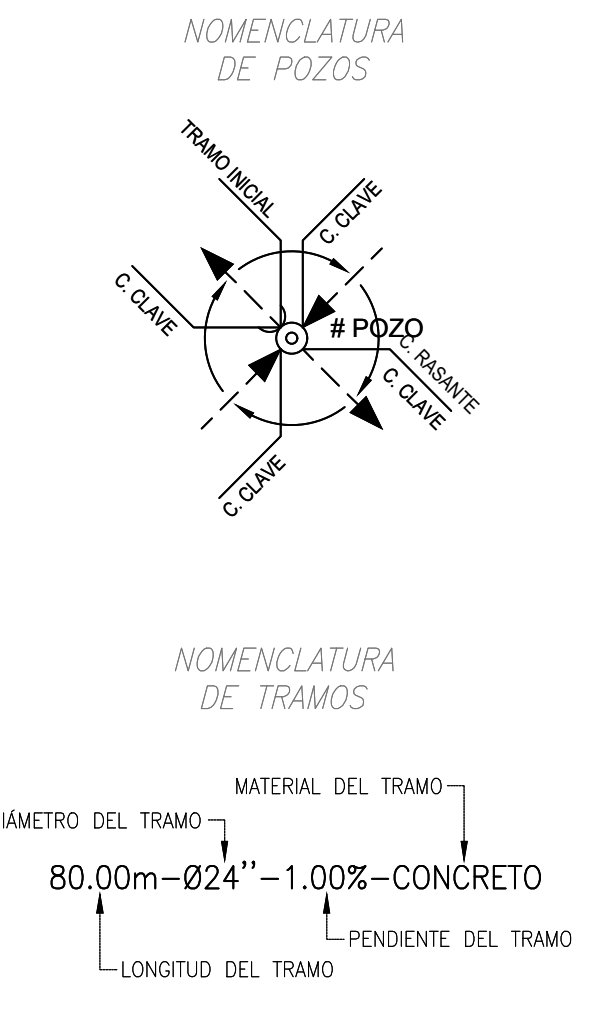 NOMENCLATURA
DE POZOS
TRAMO INICIAL
C. CLAVE
C. CLAVE
# POZO
C. RASANTE
C. CLAVE
C. CLAVE
NOMENCLATURA
DE TRAMOS
MATERIAL DEL TRAMO
IÁMETRO DEL TRAMO
80.00m-Ø24''-1.00%-CONCRETO
PENDIENTE DEL TRAMO
LONGITUD DEL TRAMO